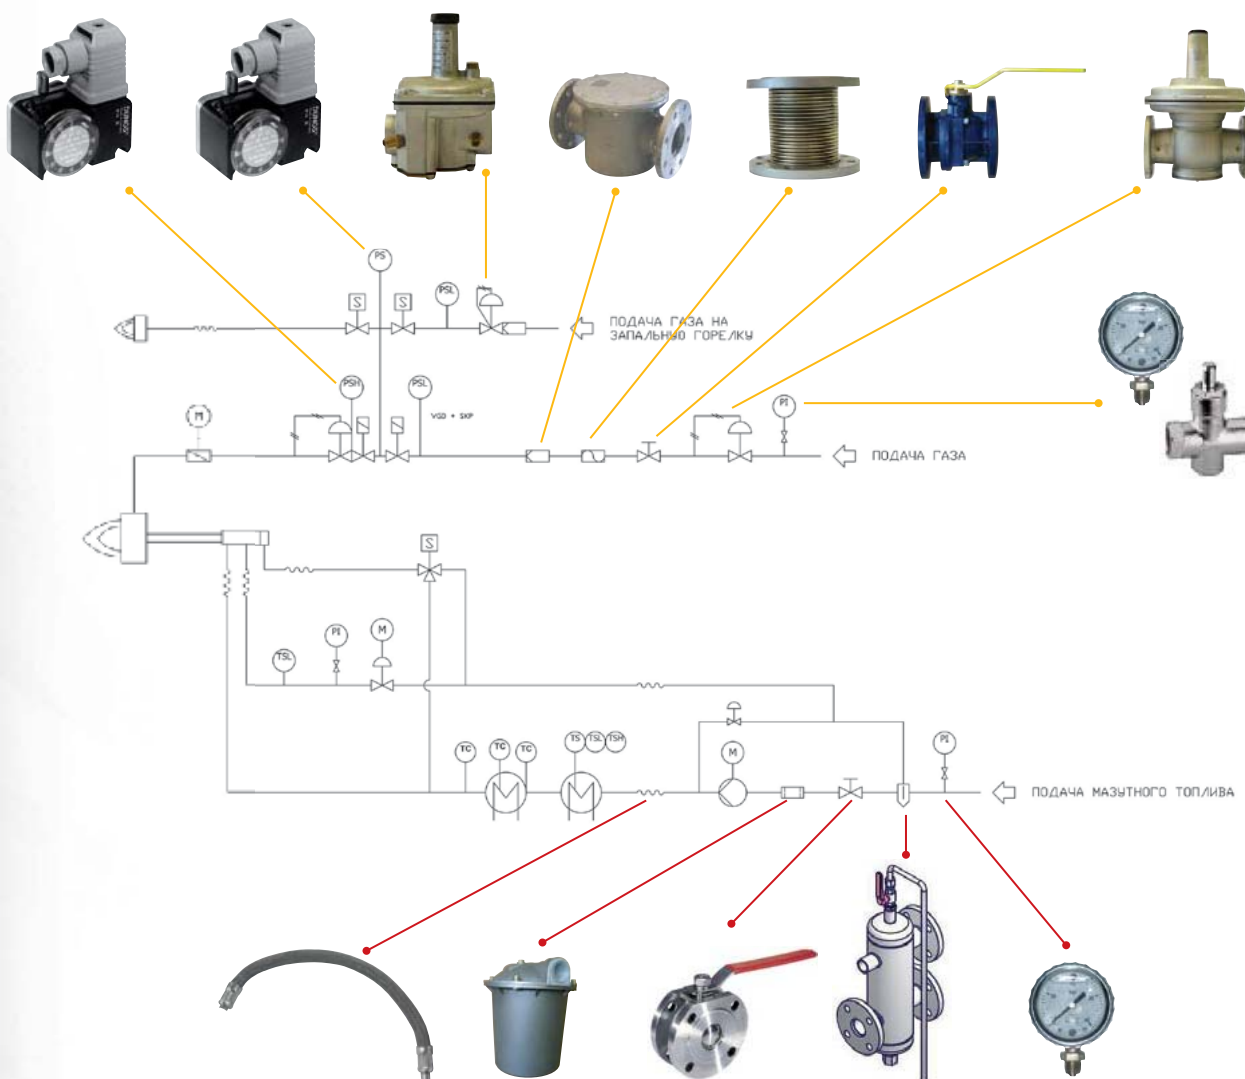 PS
S
S
PSL
ПОДАЧА ГАЗА НА
ЗАПАЛЬНУЮ ГОРЕЛКУ
M
PSH
PSL
VGD + SKP
PI
ПОДАЧА ГАЗА
S
TSL
PI
M
TC
TC
TC
TS
TSL
TSH
M
PI
ПОДАЧА МАЗУТНОГО ТОПЛИВА